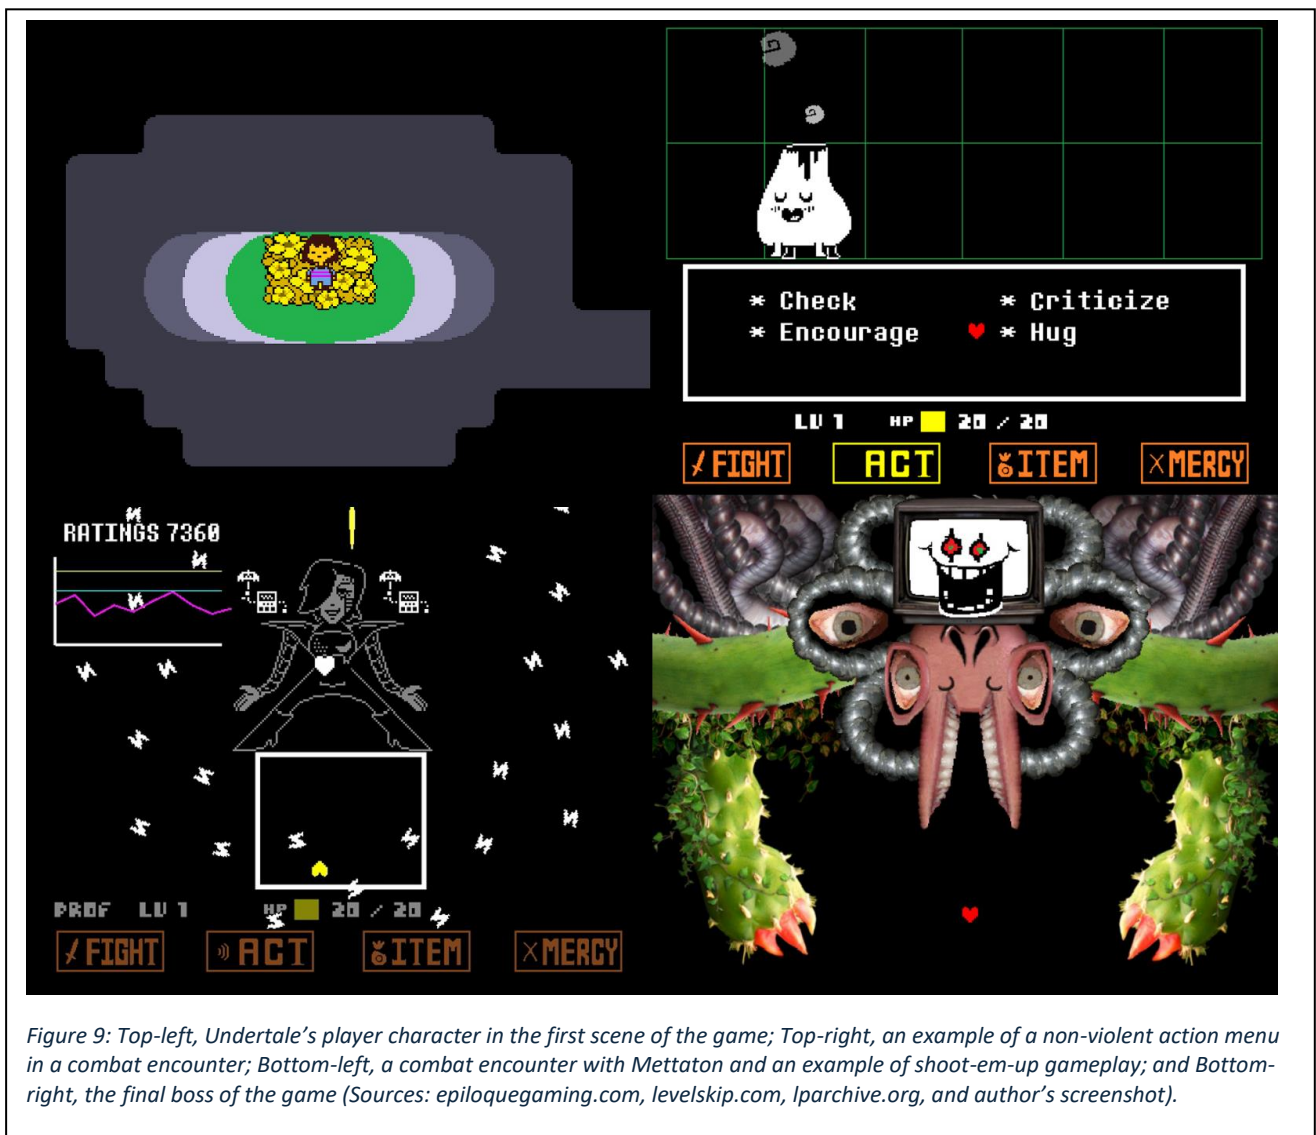 * Check * Criticize
* Encourage * Hug
LV 1 HP 20 / 20
FIGHT ACT ITEM MERCY
RATINGS 7360
PROF LV 1 HP 20 / 20
FIGHT ACT ITEM MERCY
Figure 9: Top-left, Undertale’s player character in the first scene of the game; Top-right, an example of a non-violent action menu
in a combat encounter; Bottom-left, a combat encounter with Mettaton and an example of shoot-em-up gameplay; and Bottom-
right, the final boss of the game (Sources: epiloquegaming.com, levelskip.com, lparchive.org, and author’s screenshot).